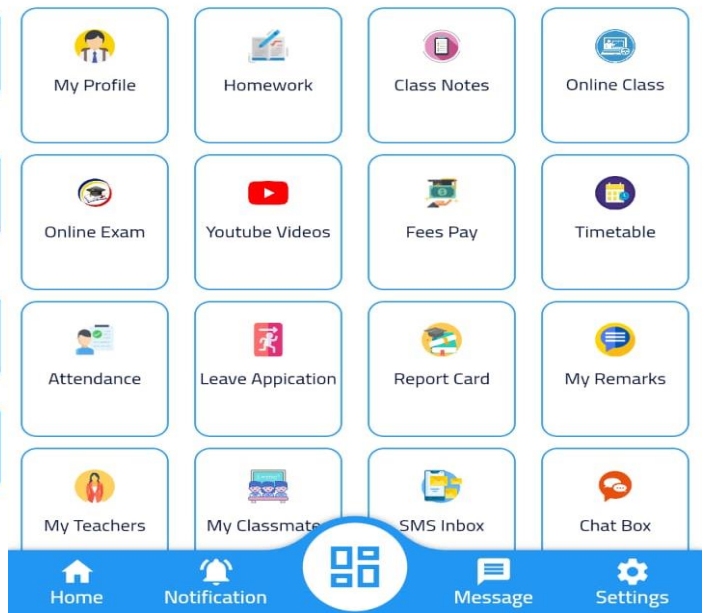 My Profile
Homework
Class Notes
Online Class
Online Exam
Youtube Videos
Fees Pay
Timetable
Attendance
Leave Appication
Report Card
My Remarks
My Teachers
My Classmate
SMS Inbox
Chat Box
Home
Notification
Message
Settings